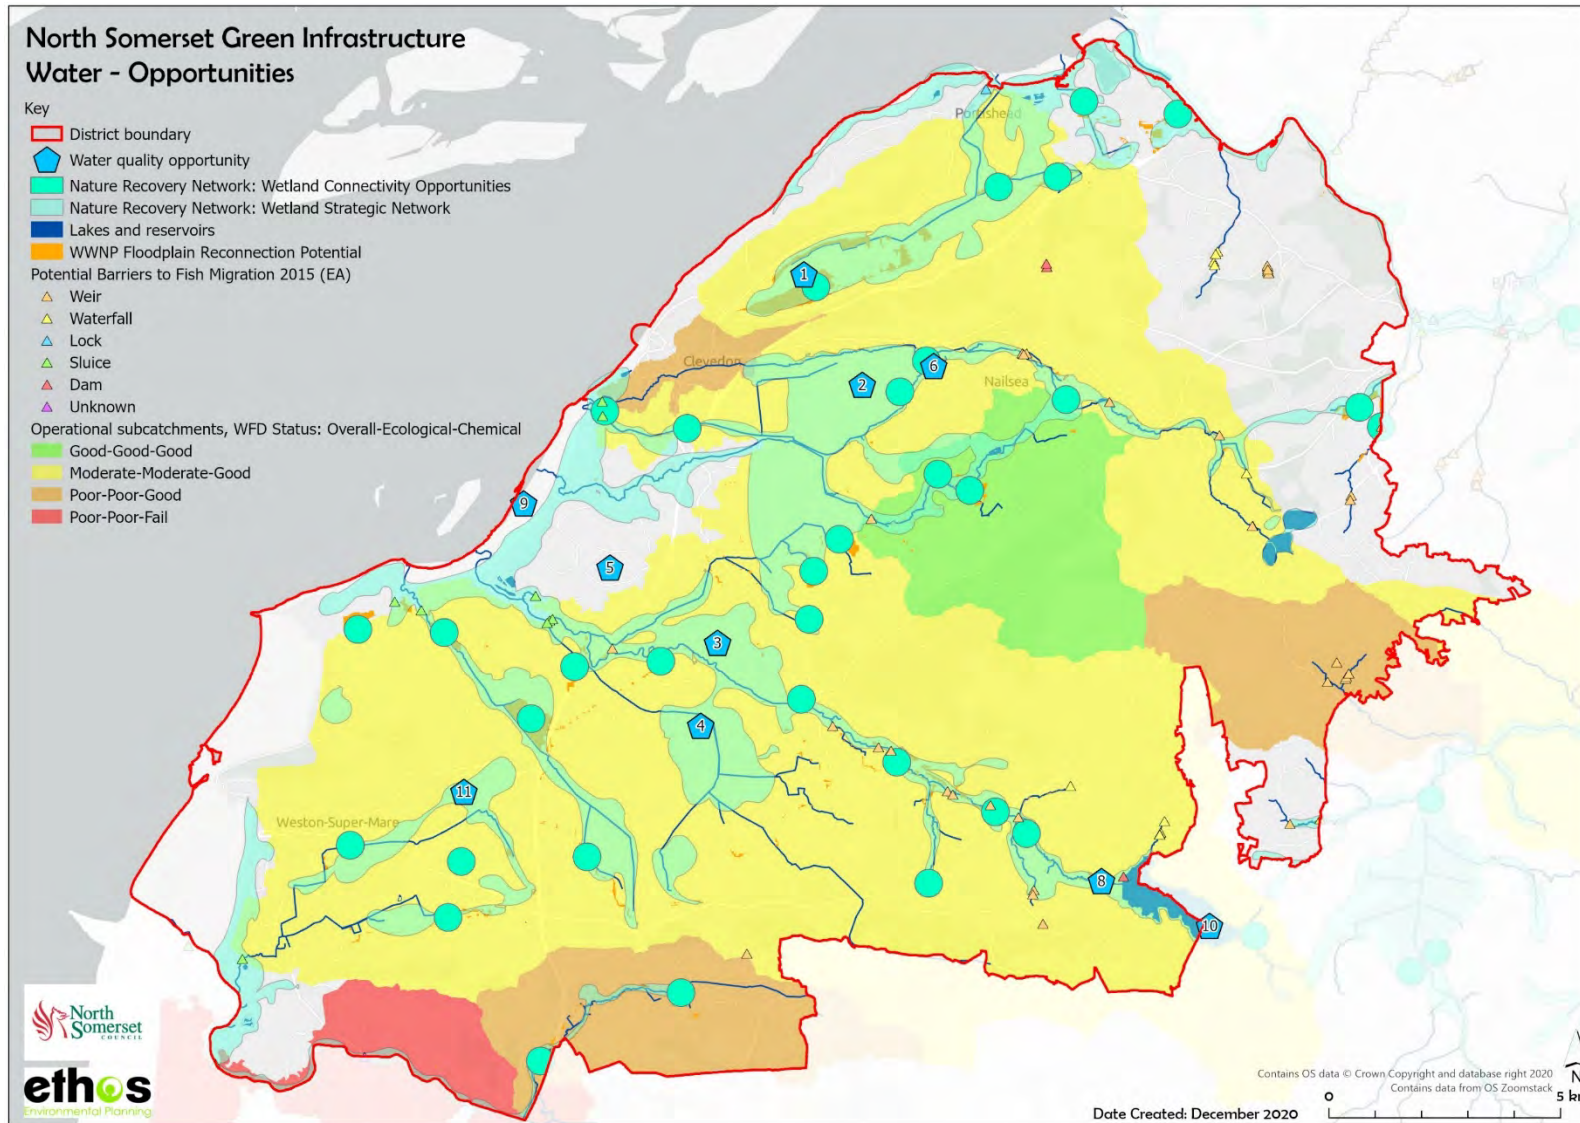 North Somerset Green Infrastructure
Water - Opportunities
Key
District boundary
Water quality opportunity
Nature Recovery Network: Wetland Connectivity Opportunities
Nature Recovery Network: Wetland Strategic Network
Lakes and reservoirs
WWNP Floodplain Reconnection Potential
Potential Barriers to Fish Migration 2015 (EA)
Weir
Waterfall
Lock
Sluice
Dam
Unknown
Operational subcatchments, WFD Status: Overall-Ecological-Chemical
Good-Good-Good
Moderate-Moderate-Good
Poor-Poor-Good
Poor-Poor-Fail
Portishead
1
Clevedon
2
6
Nailsea
9
5
3
4
11
Weston-Super-Mare
8
10
North
Somerset
COUNCIL
ethos
Environmental Planning
Contains OS data © Crown Copyright and database right 2020
Contains data from OS Zoomstack
Date Created: December 2020
0
5 km
N